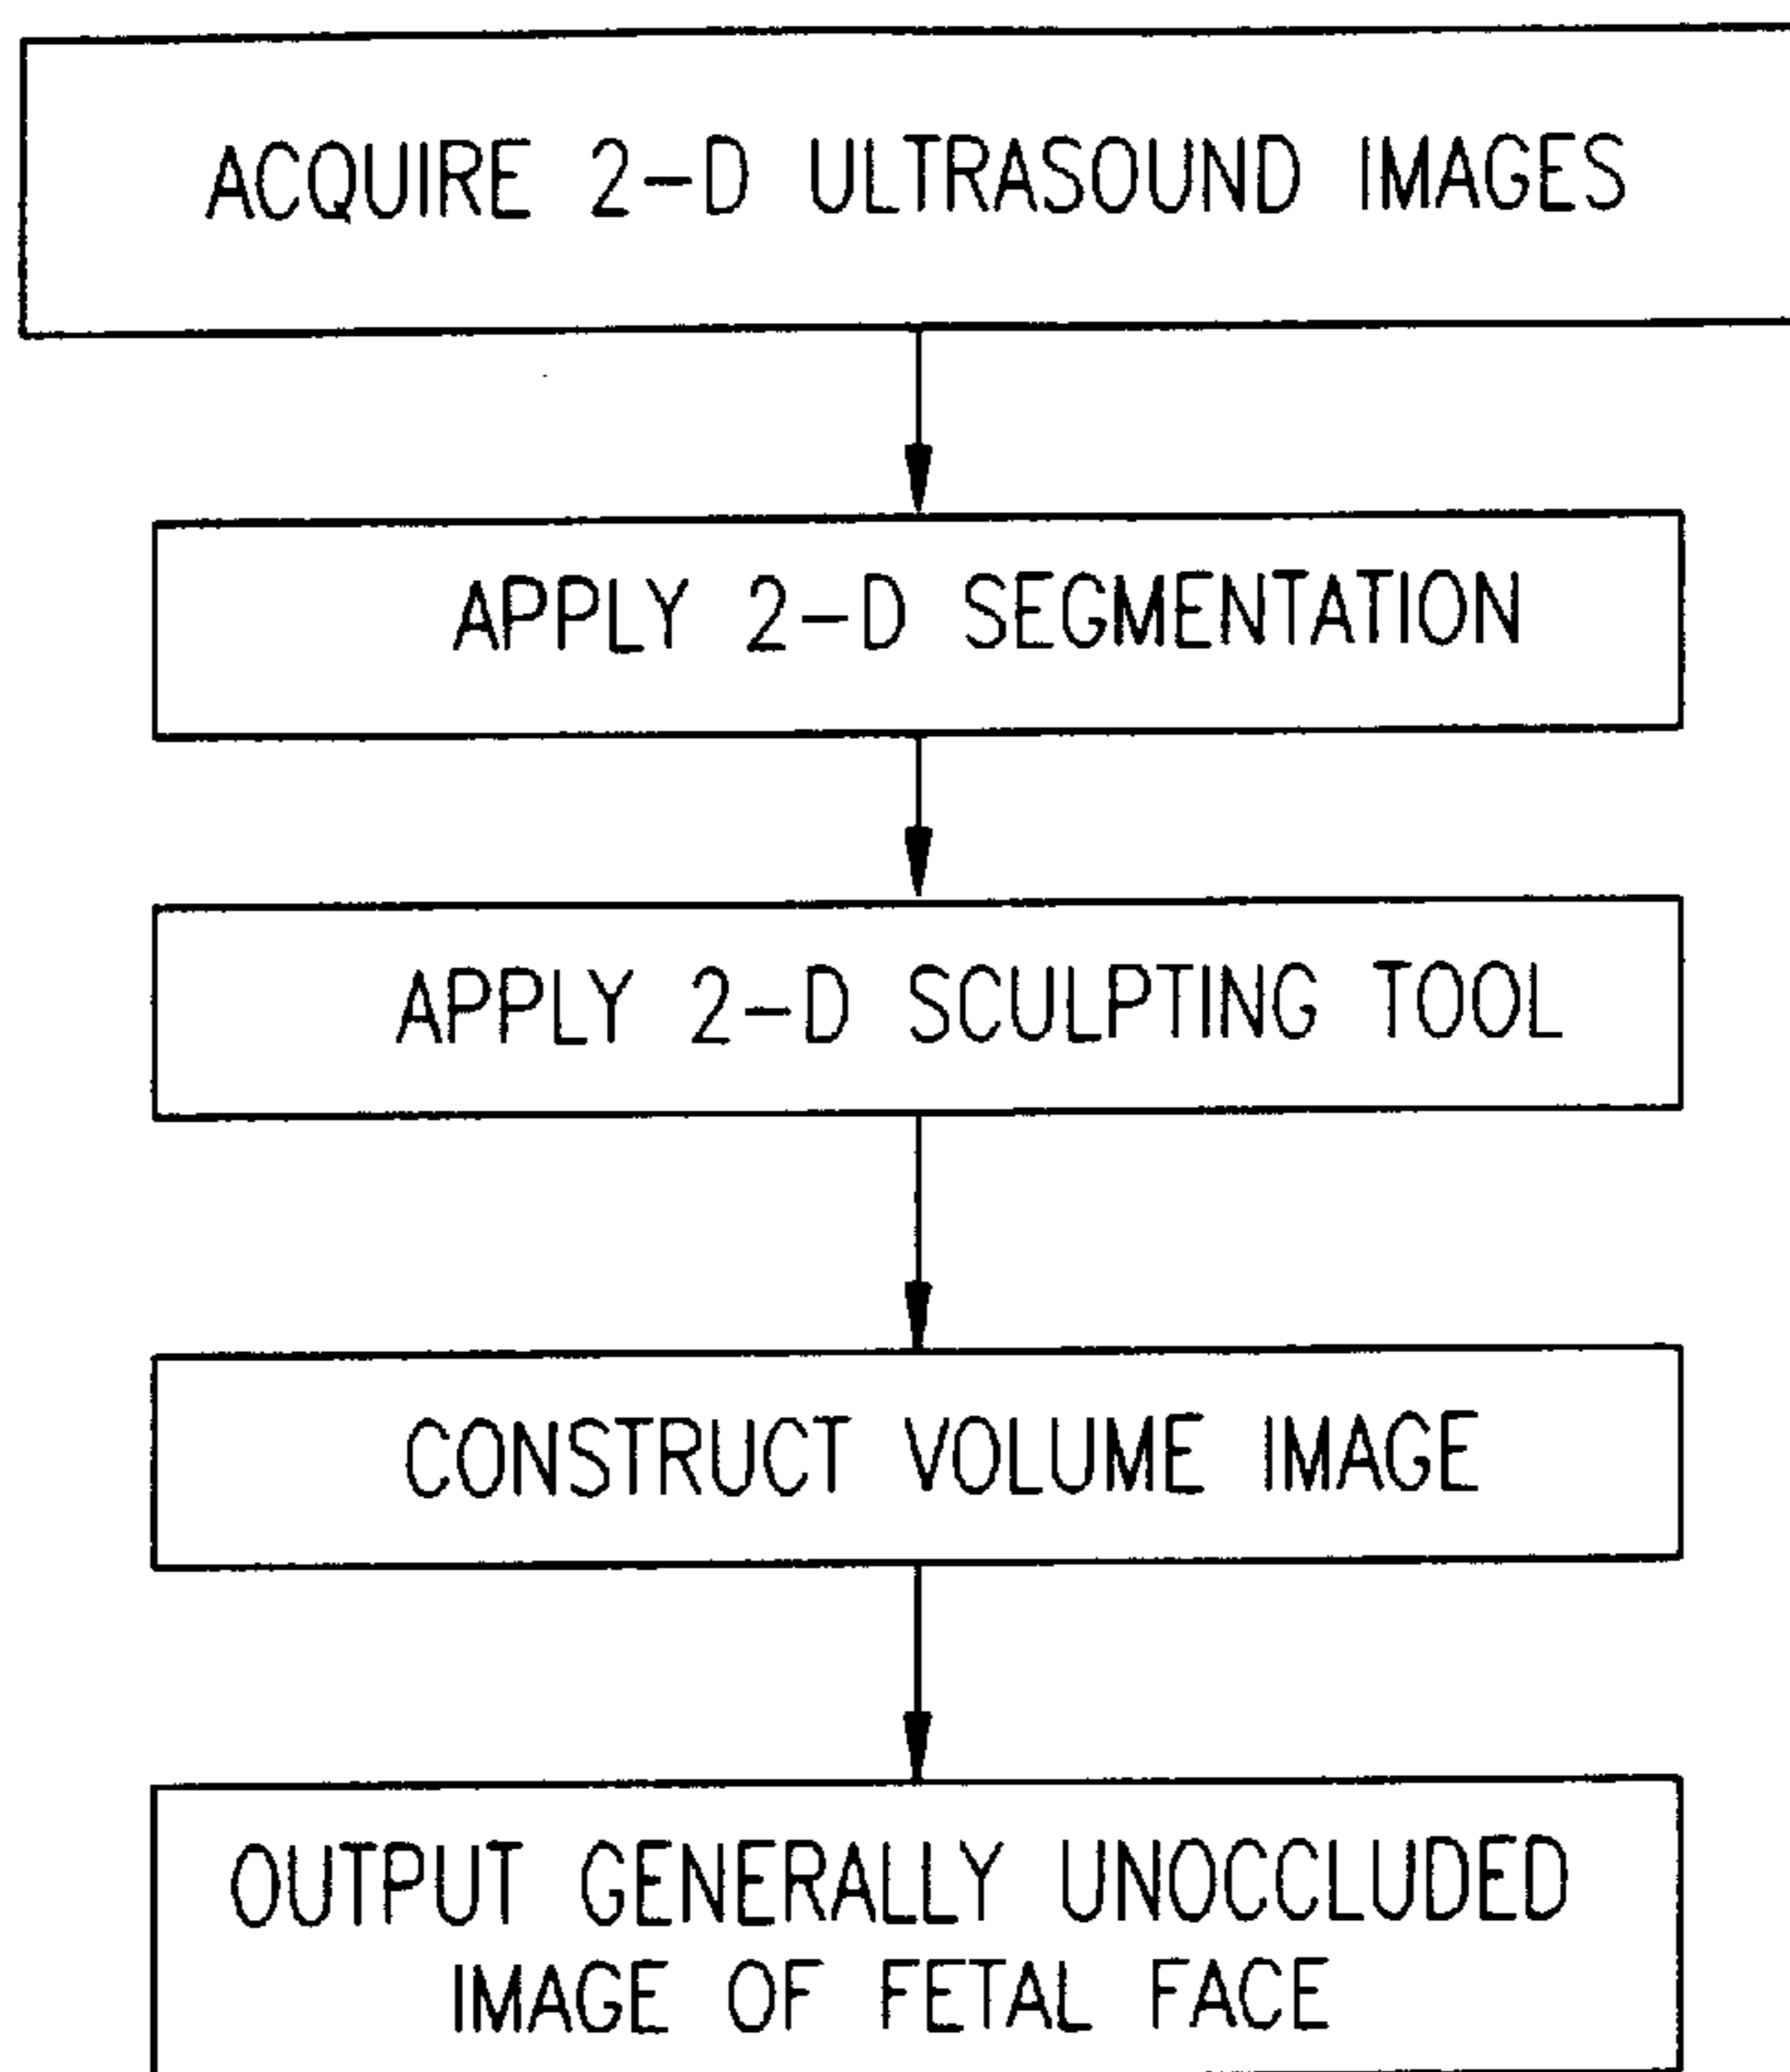 ACQUIRE 2-D ULTRASOUND IMAGES
APPLY 2-D SEGMENTATION
APPLY 2-D SCULPTING TOOL
CONSTRUCT VOLUME IMAGE
OUTPUT GENERALLY UNOCCLUDED
IMAGE OF FETAL FACE